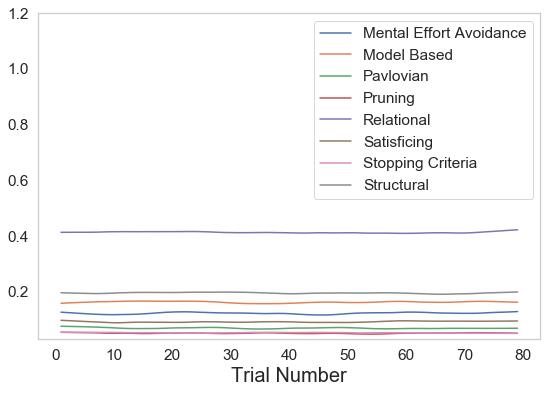 1.2
1.0
0.8
0.6
0.4
0.2
Mental Effort Avoidance
Model Based
Pavlovian
Pruning
Relational
Satisficing
Stopping Criteria
Structural
0 10 20 30 40 50 60 70 80
Trial Number